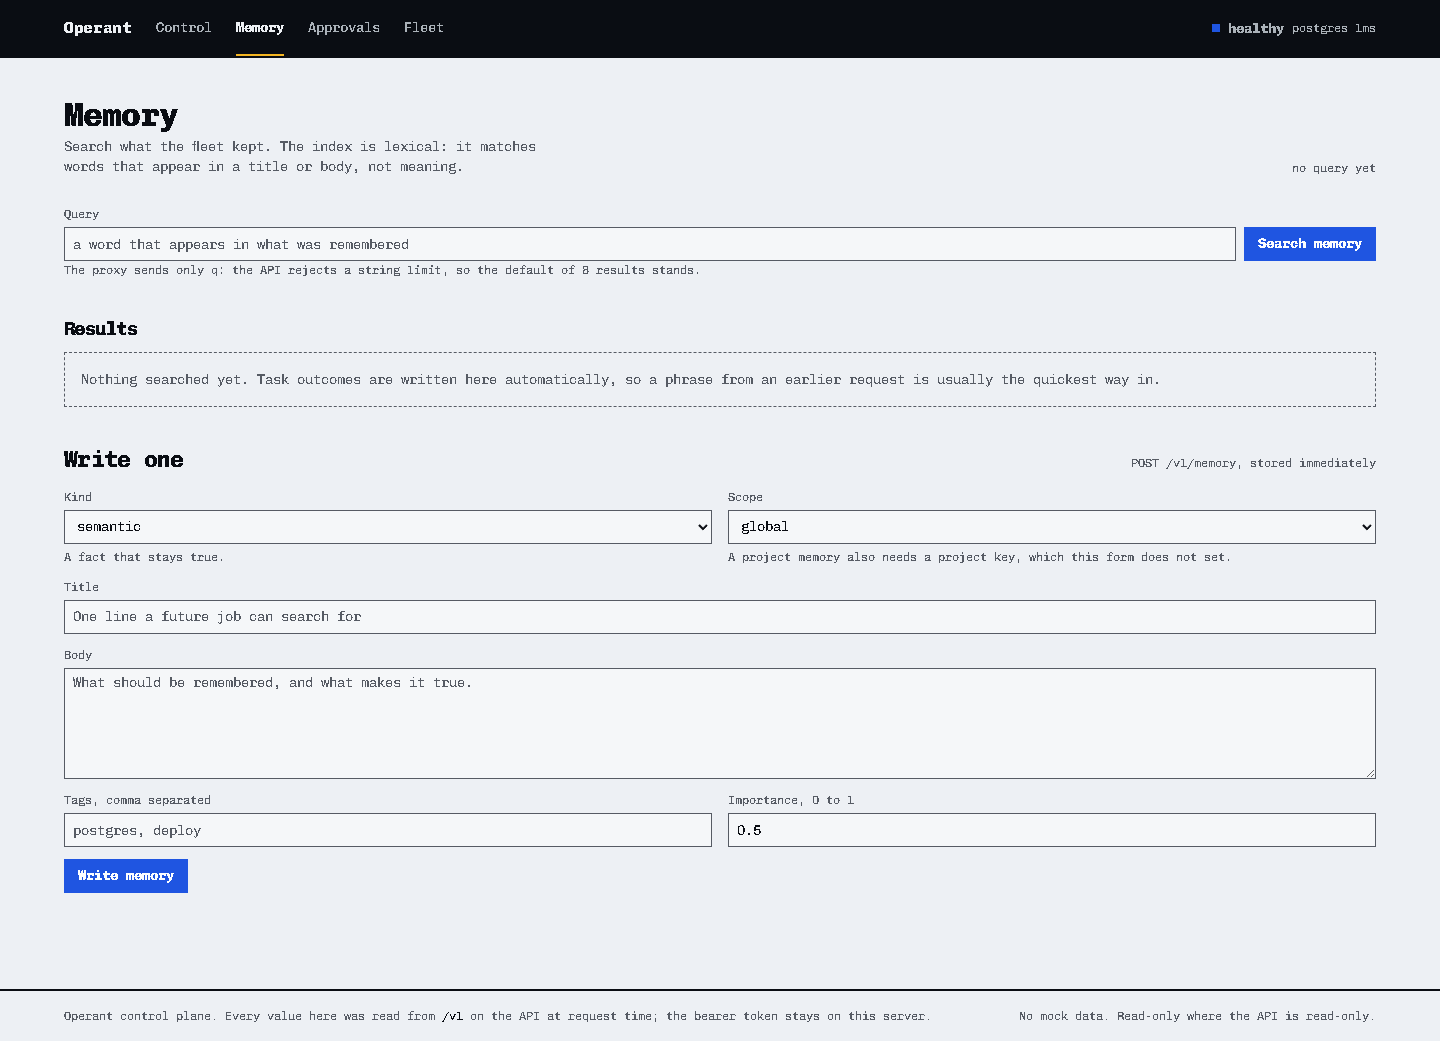 Operant Control Memory Approvals Fleet healthy postgres 1ms
Memory
Search what the fleet kept. The index is lexical: it matches
words that appear in a title or body, not meaning.
no query yet
Query
a word that appears in what was remembered
Search memory
The proxy sends only q: the API rejects a string limit, so the default of 8 results stands.
Results
Nothing searched yet. Task outcomes are written here automatically, so a phrase from an earlier request is usually the quickest way in.
Write one
POST /v1/memory, stored immediately
Kind
Scope
semantic
global
A fact that stays true.
A project memory also needs a project key, which this form does not set.
Title
One line a future job can search for
Body
What should be remembered, and what makes it true.
Tags, comma separated
Importance, 0 to 1
postgres, deploy
0.5
Write memory
Operant control plane. Every value here was read from /v1 on the API at request time; the bearer token stays on this server.
No mock data. Read-only where the API is read-only.